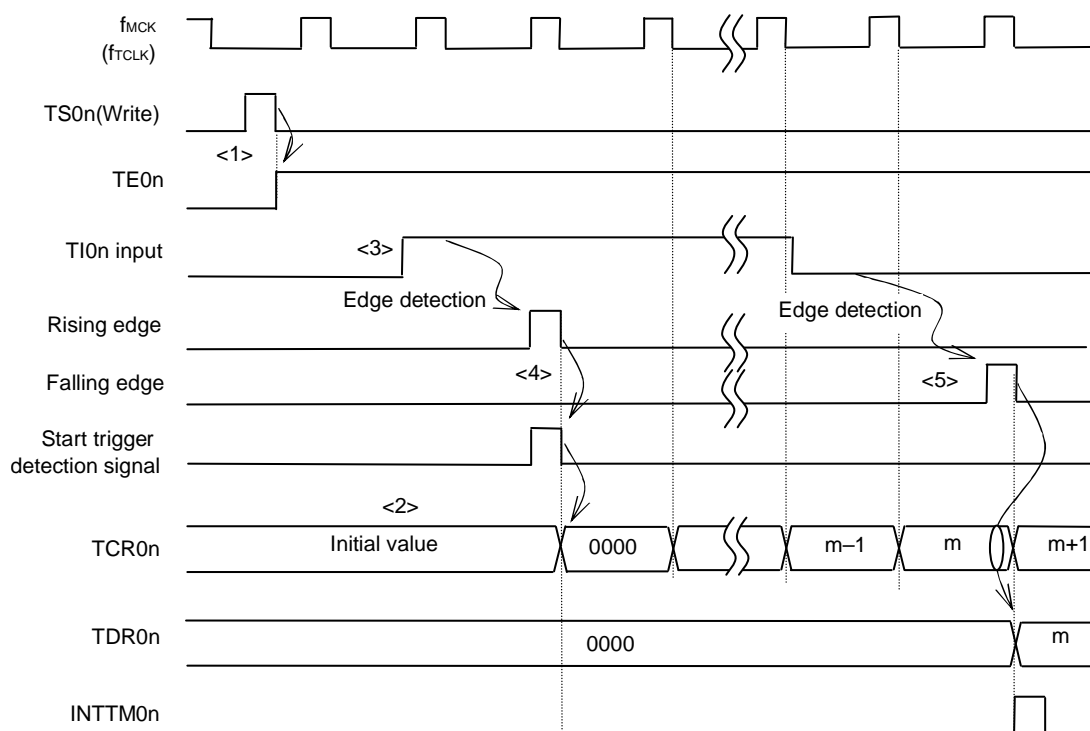 fMCK
(fTCLK)
TS0n(Write)
<1>
TE0n
TI0n input
<3>
Edge detection
Edge detection
Rising edge
<4>
Falling edge
<5>
Start trigger
detection signal
<2>
TCR0n
Initial value
0000
m–1
m
m+1
TDR0n
0000
m
INTTM0n